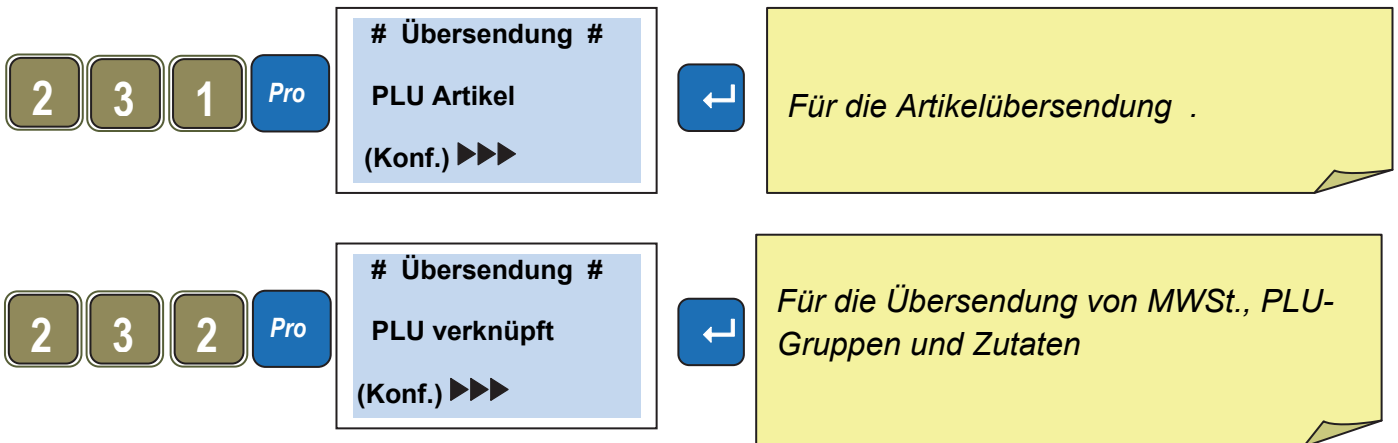 2 3 1 Pro
# Übersendung #
PLU Artikel
(Konf.) ▶▶▶
↵
Für die Artikelübersendung .
2 3 2 Pro
# Übersendung #
PLU verknüpft
(Konf.) ▶▶▶
↵
Für die Übersendung von MWSt., PLU-
Gruppen und Zutaten